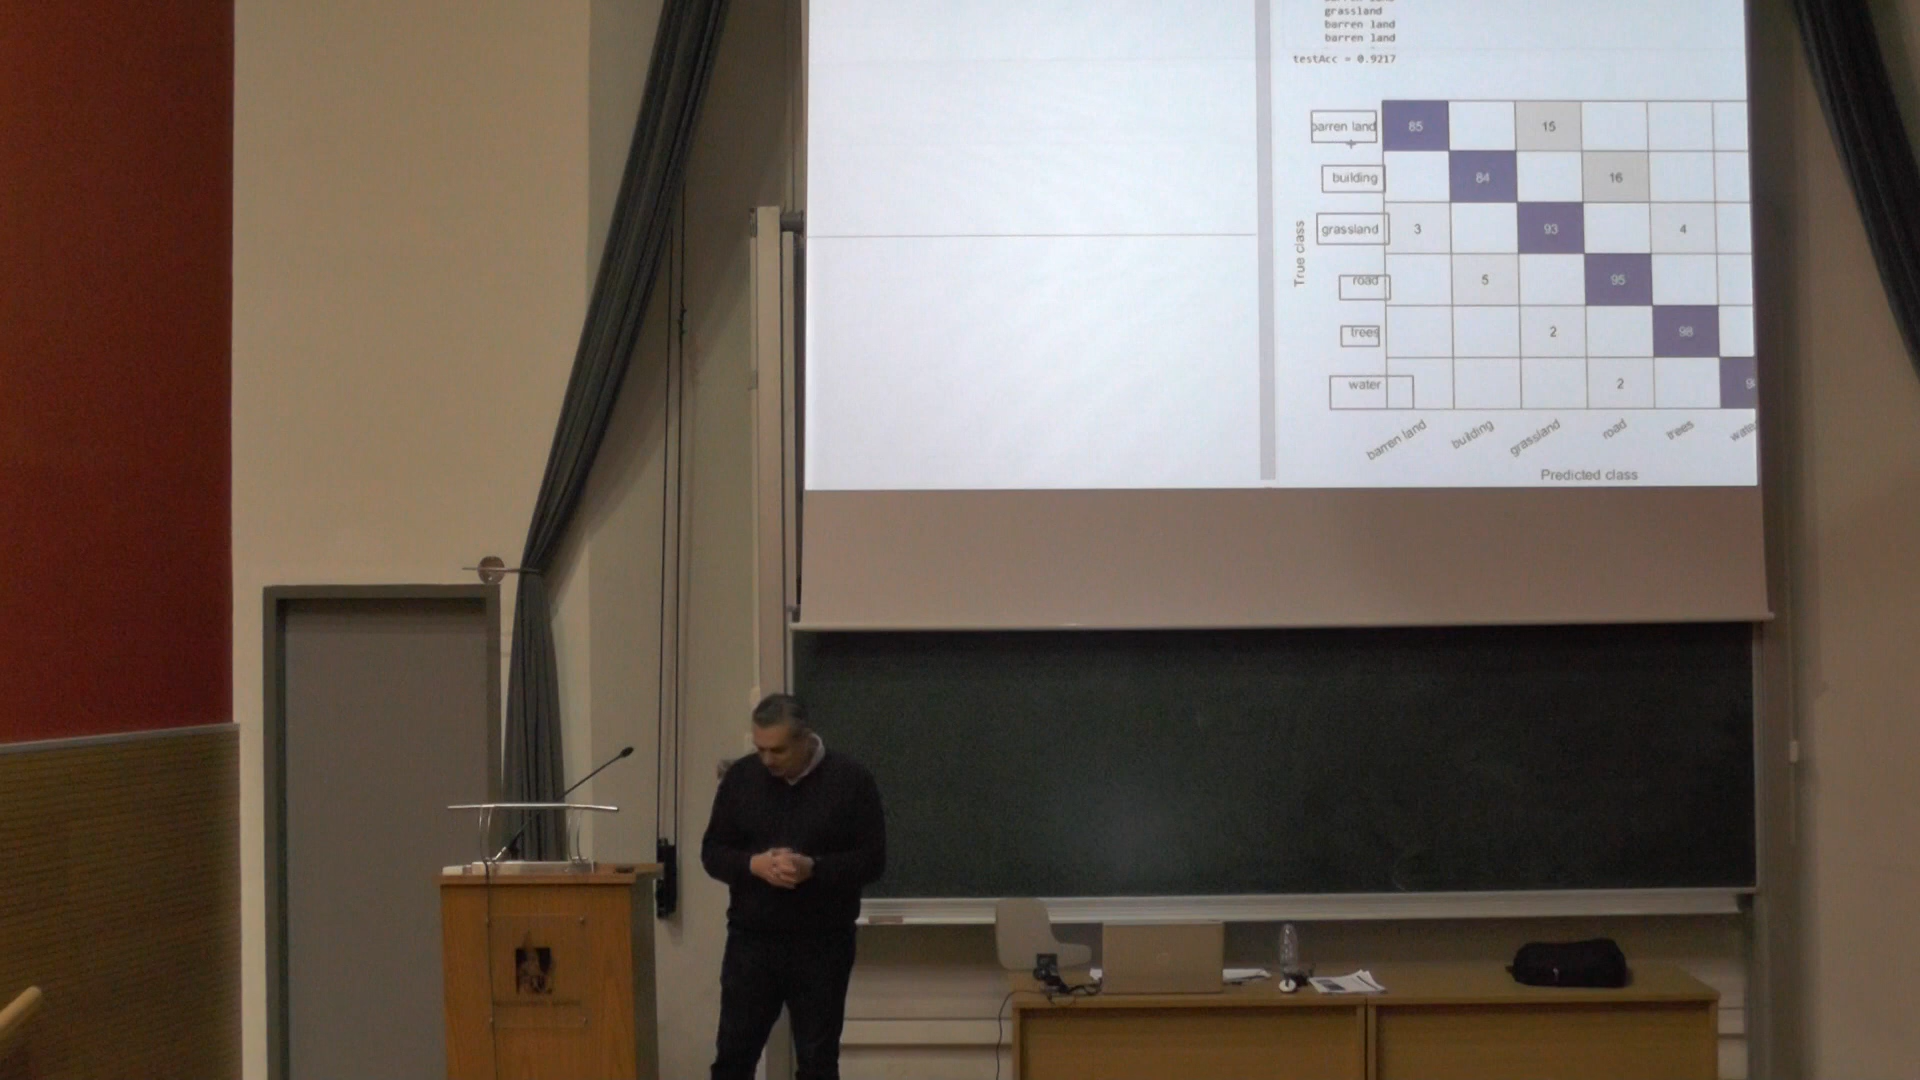 grassland
barren land
barren land
testAcc = 0.9217
barren land 85 15
building 84 16
grassland 3 93 4
road 5 95
trees 2 98
water 2
True class
barren land building grassland road trees
Predicted class